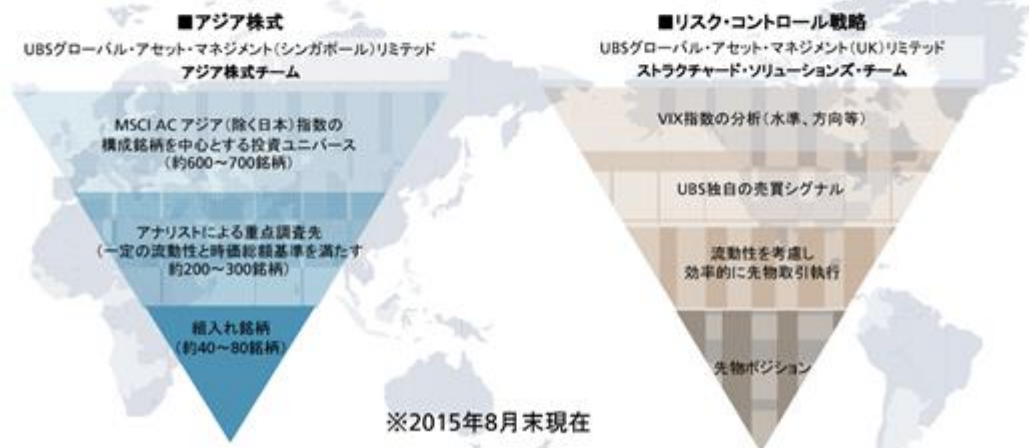 ■アジア株式
UBSグローバル・アセット・マネジメント(シンガポール)リミテッド
アジア株式チーム
MSCI AC アジア(除く日本)指数の
構成銘柄を中心とする投資ユニバース
(約600～700銘柄)
アナリストによる重点調査先
(一定の流動性と時価総額基準を満たす
約200～300銘柄)
組入れ銘柄
(約40～80銘柄)
■リスク・コントロール戦略
UBSグローバル・アセット・マネジメント(UK)リミテッド
ストラクチャード・ソリューションズ・チーム
VIX指数の分析(水準、方向等)
UBS独自の売買シグナル
流動性を考慮し
効率的に先物取引執行
先物ポジション
※2015年8月末現在